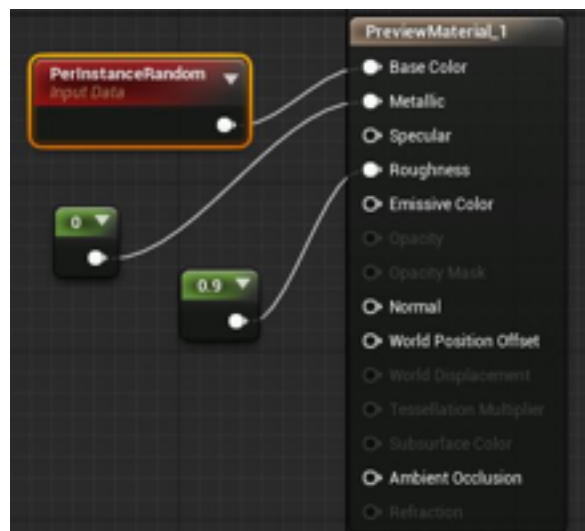 PreviewMaterial_1
PerInstanceRandom
Input Data
Base Color
Metallic
Specular
Roughness
0
Emissive Color
Opacity
Opacity Mask
0.9
Normal
World Position Offset
World Displacement
Tessellation Multiplier
Subsurface Color
Ambient Occlusion
Refraction